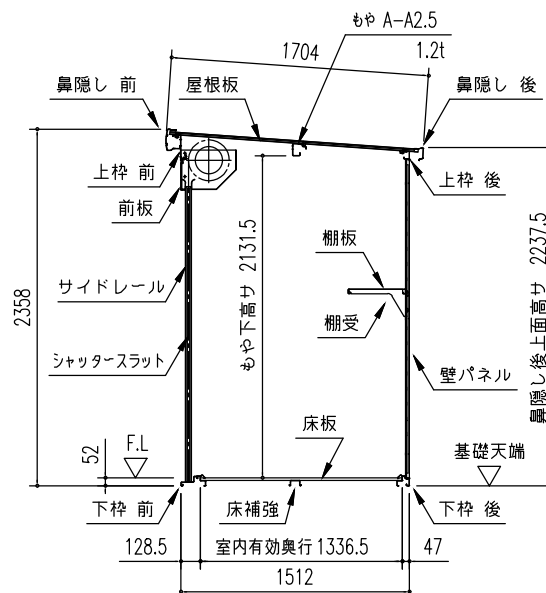 もや A-A2.5
1704
1.2t
鼻隠し 前
屋根板
鼻隠し 後
上枠 前
上枠 後
前板
もや下高サ 2131.5
棚板
サイドレール
棚受
2358
シャッタースラット
壁パネル
鼻隠し後上面高サ 2237.5
床板
F.L
基礎天端
52
下枠 前
床補強
下枠 後
128.5
室内有効奥行 1336.5
47
1512